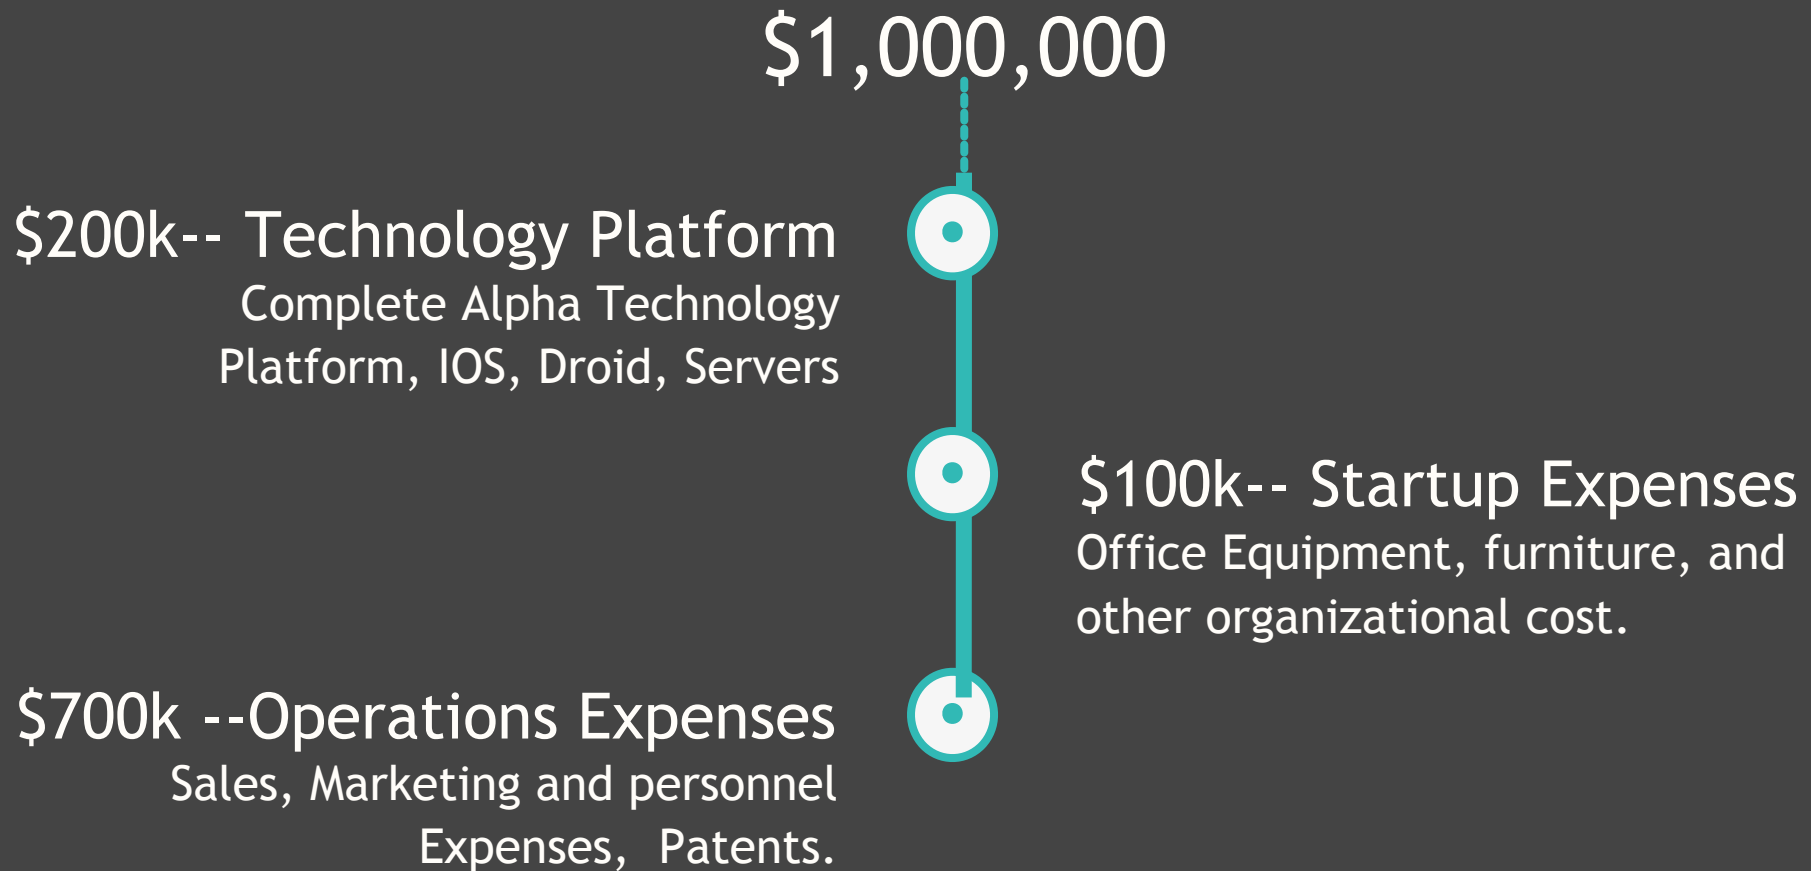 $1,000,000
$200k-- Technology Platform
Complete Alpha Technology
Platform, IOS, Droid, Servers
$100k-- Startup Expenses
Office Equipment, furniture, and
other organizational cost.
$700k --Operations Expenses
Sales, Marketing and personnel
Expenses,  Patents.